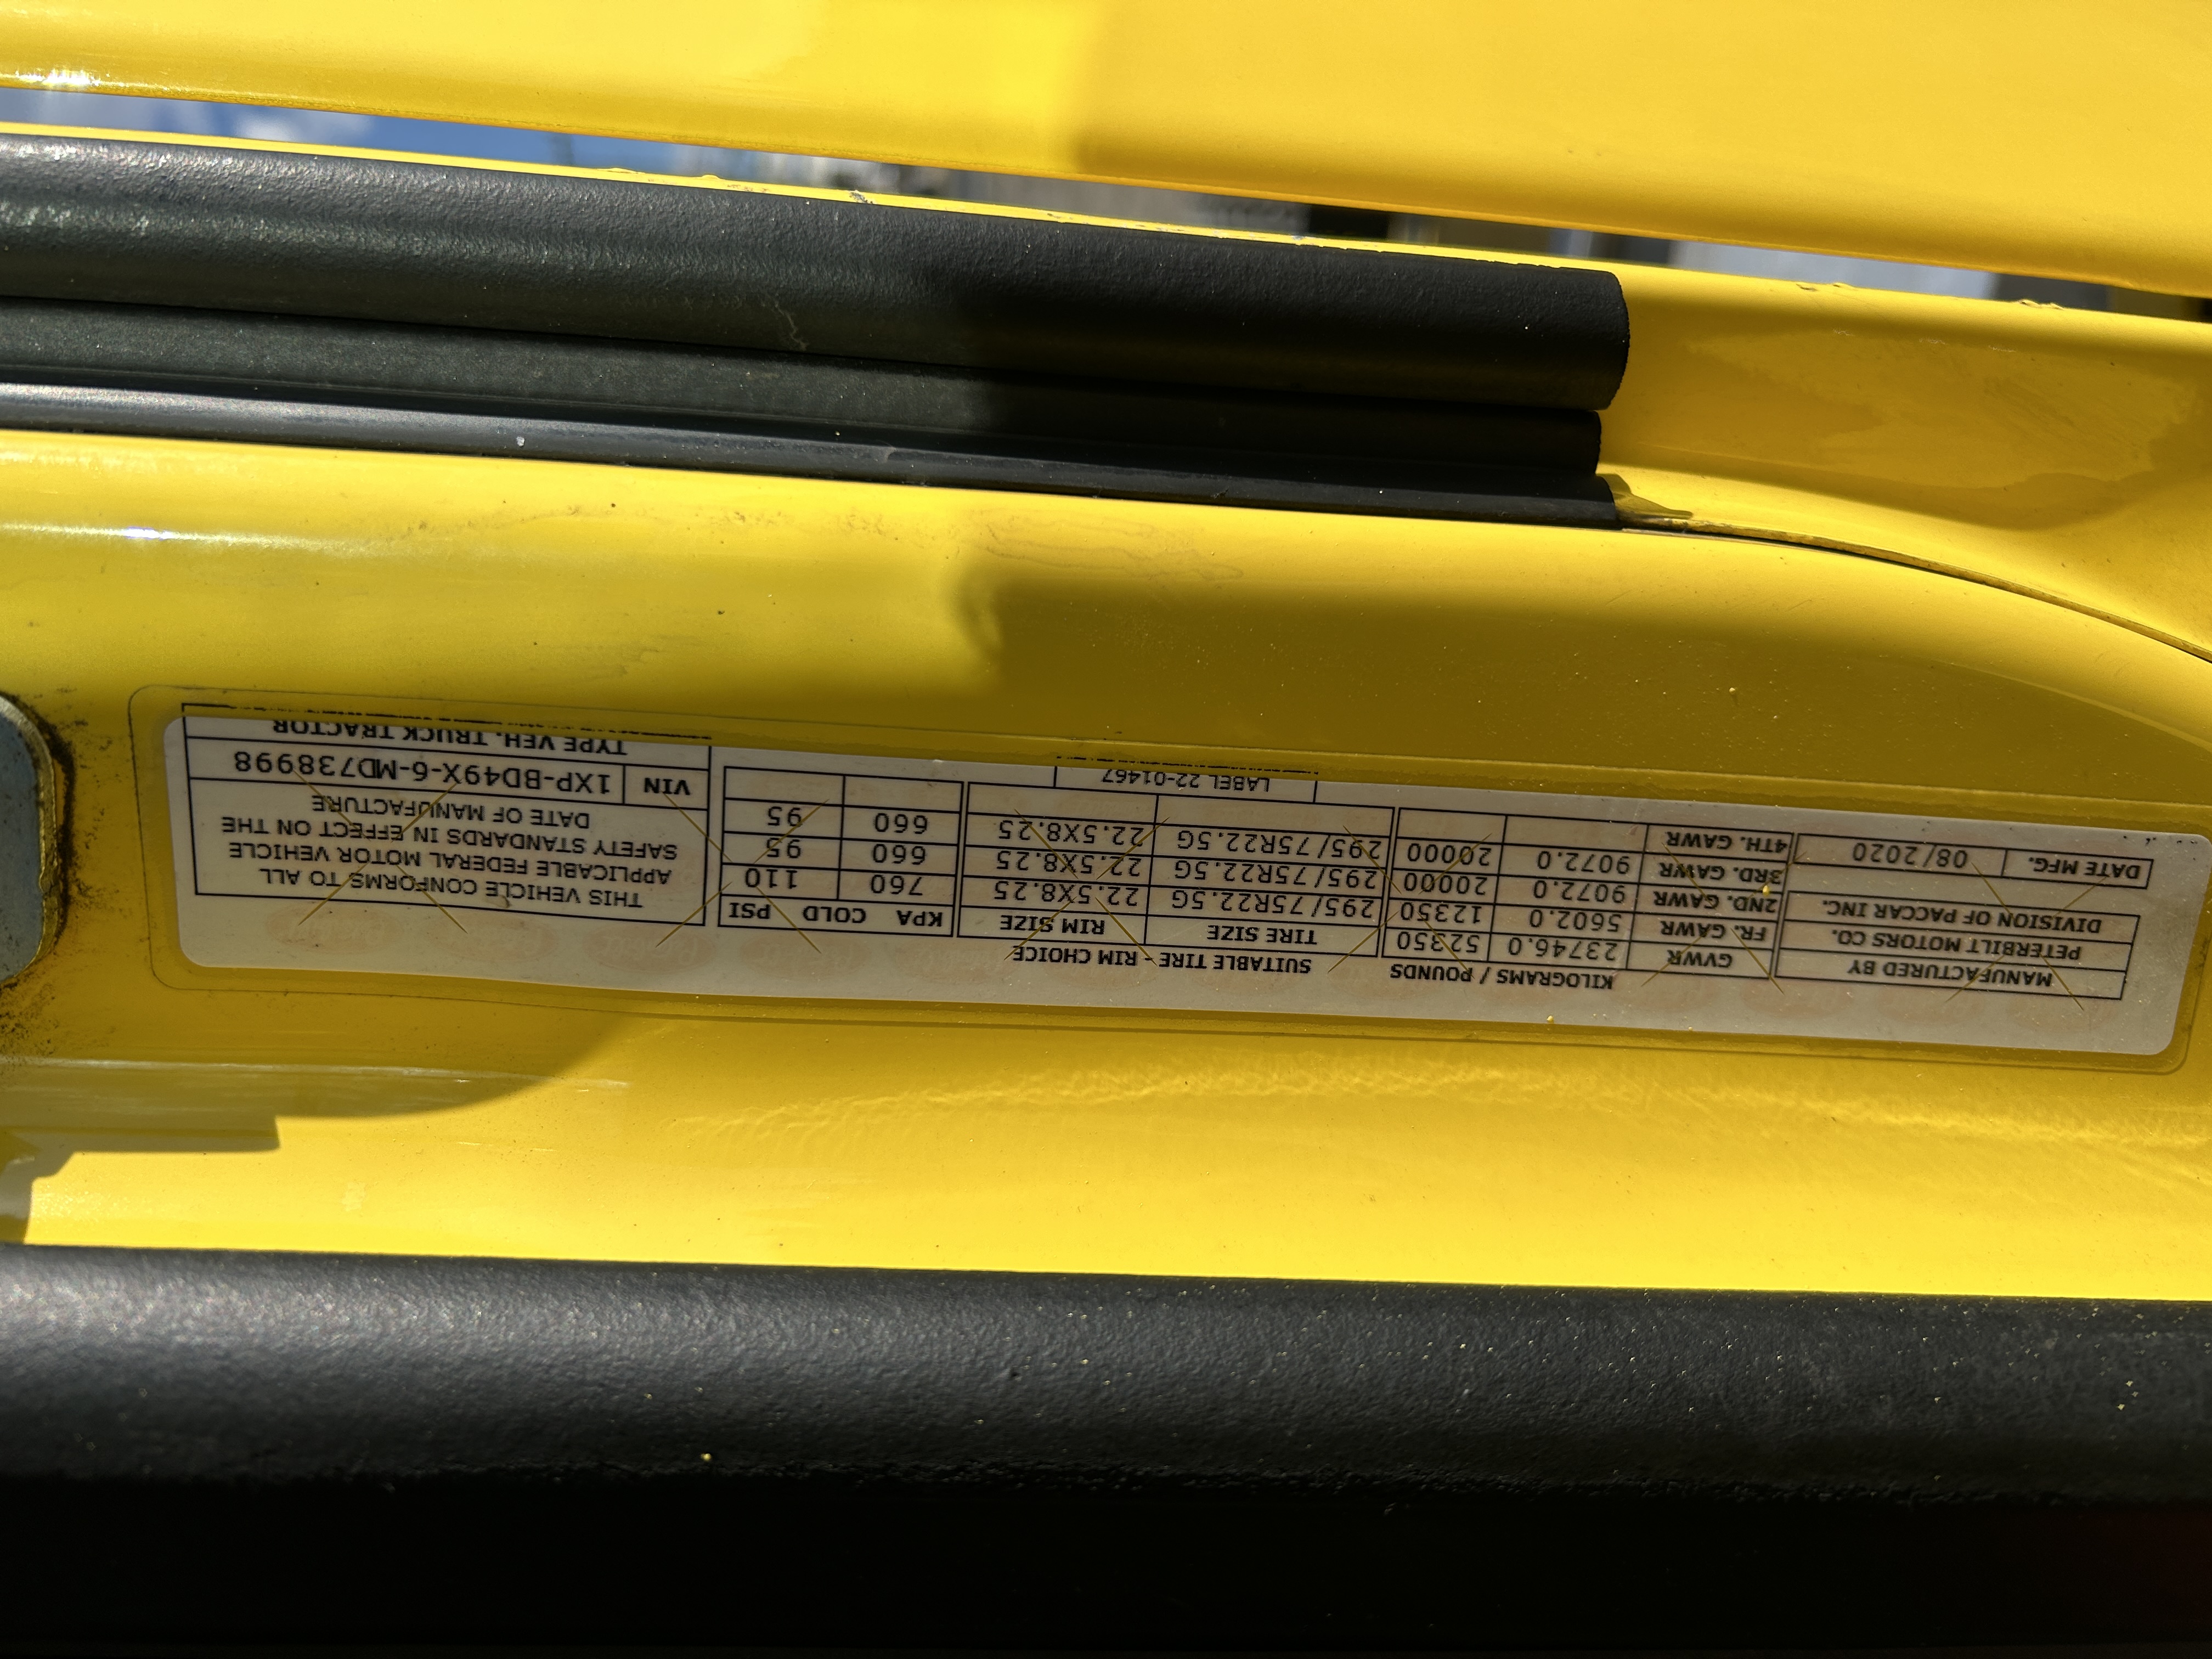 MANUFACTURED BY
PETERBILT MOTORS CO.
DIVISION OF PACCAR INC.
DATE MFG. 08/2020
KILOGRAMS / POUNDS
GVWR 23746.0 52350
FR. GAWR 5602.0 12350
2ND. GAWR 9072.0 20000
3RD. GAWR 9072.0 20000
4TH. GAWR
SUITABLE TIRE - RIM CHOICE
TIRE SIZE RIM SIZE
295/75R22.5G 22.5X8.25
295/75R22.5G 22.5X8.25
295/75R22.5G 22.5X8.25
LABEL 22-01467
KPA COLD PSI
760 110
660 95
660 95
THIS VEHICLE CONFORMS TO ALL
APPLICABLE FEDERAL MOTOR VEHICLE
SAFETY STANDARDS IN EFFECT ON THE
DATE OF MANUFACTURE
VIN 1XP-BD49X-6-MD738998
TYPE VEH. TRUCK TRACTOR